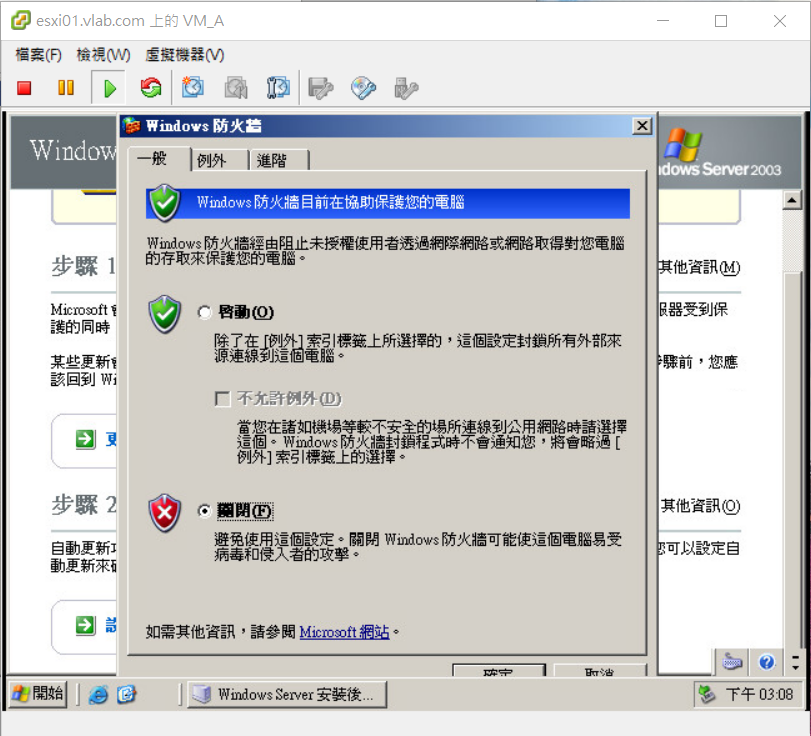 esxi01.vlab.com 上的 VM_A
檔案(F) 檢視(W) 虛擬機器(V)
Windows 防火牆
Window
Windows Server 2003
一般 例外 進階
Windows 防火牆目前在協助保護您的電腦
Windows 防火牆經由阻止未授權使用者透過網際網路或網路取得對您電腦
的存取來保護您的電腦。
步驟 1
其他資訊(M)
Microsoft
服器受到保
護的同時
某些更新
步驟前，您應
該回到 Wi
啟動(O)
除了在 [例外] 索引標籤上所選擇的，這個設定封鎖所有外部來
源連線到這個電腦。
不允許例外(D)
當您在諸如機場等較不安全的場所連線到公用網路時請選擇
這個。Windows 防火牆封鎖程式時不會通知您，將會略過 [
例外] 索引標籤上的選擇。
更
步驟 2
其他資訊(O)
關閉(F)
避免使用這個設定。關閉 Windows 防火牆可能使這個電腦易受
病毒和侵入者的攻擊。
自動更新功
您可以設定自
動更新來確
設
如需其他資訊，請參閱 Microsoft 網站。
確定 取消
開始 Windows Server 安裝後... 下午 03:08